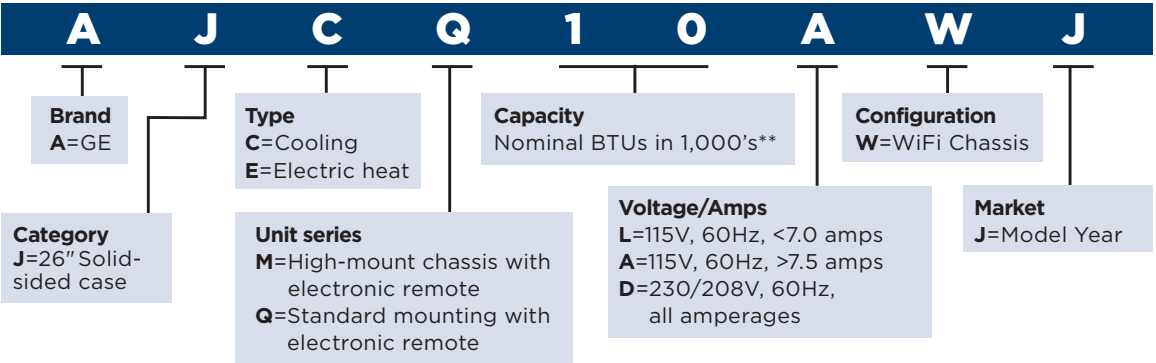 A J C Q 1 0 A W J
Brand
A=GE
Type
C=Cooling
E=Electric heat
Capacity
Nominal BTUs in 1,000's**
Configuration
W=WiFi Chassis
Category
J=26" Solid-
sided case
Unit series
M=High-mount chassis with
electronic remote
Q=Standard mounting with
electronic remote
Voltage/Amps
L=115V, 60Hz, <7.0 amps
A=115V, 60Hz, >7.5 amps
D=230/208V, 60Hz,
all amperages
Market
J=Model Year